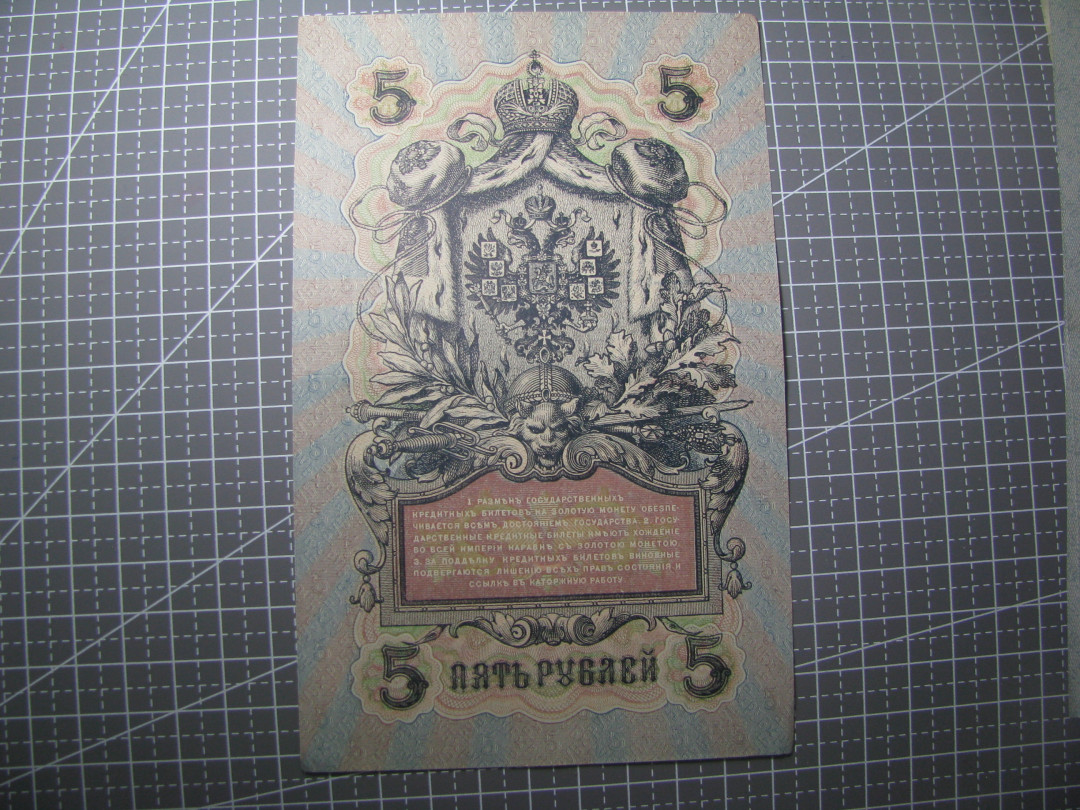 5 5
1. РАЗМѢНЪ ГОСУДАРСТВЕННЫХЪ
КРЕДИТНЫХЪ БИЛЕТОВЪ НА ЗОЛОТУЮ МОНЕТУ ОБЕЗПЕ-
ЧИВАЕТСЯ ВСѢМЪ ДОСТОЯНІЕМЪ ГОСУДАРСТВА. 2. ГОСУ-
ДАРСТВЕННЫЕ КРЕДИТНЫЕ БИЛЕТЫ ИМѢЮТЪ ХОЖДЕНІЕ
ВО ВСЕЙ ИМПЕРІИ НАРАВНѢ СЪ ЗОЛОТОЮ МОНЕТОЮ.
3. ЗА ПОДДѢЛКУ КРЕДИТНЫХЪ БИЛЕТОВЪ ВИНОВНЫЕ
ПОДВЕРГАЮТСЯ ЛИШЕНІЮ ВСѢХЪ ПРАВЪ СОСТОЯНІЯ И
ССЫЛКѢ ВЪ КАТОРЖНУЮ РАБОТУ.
5 ПЯТЬ РУБЛЕЙ 5